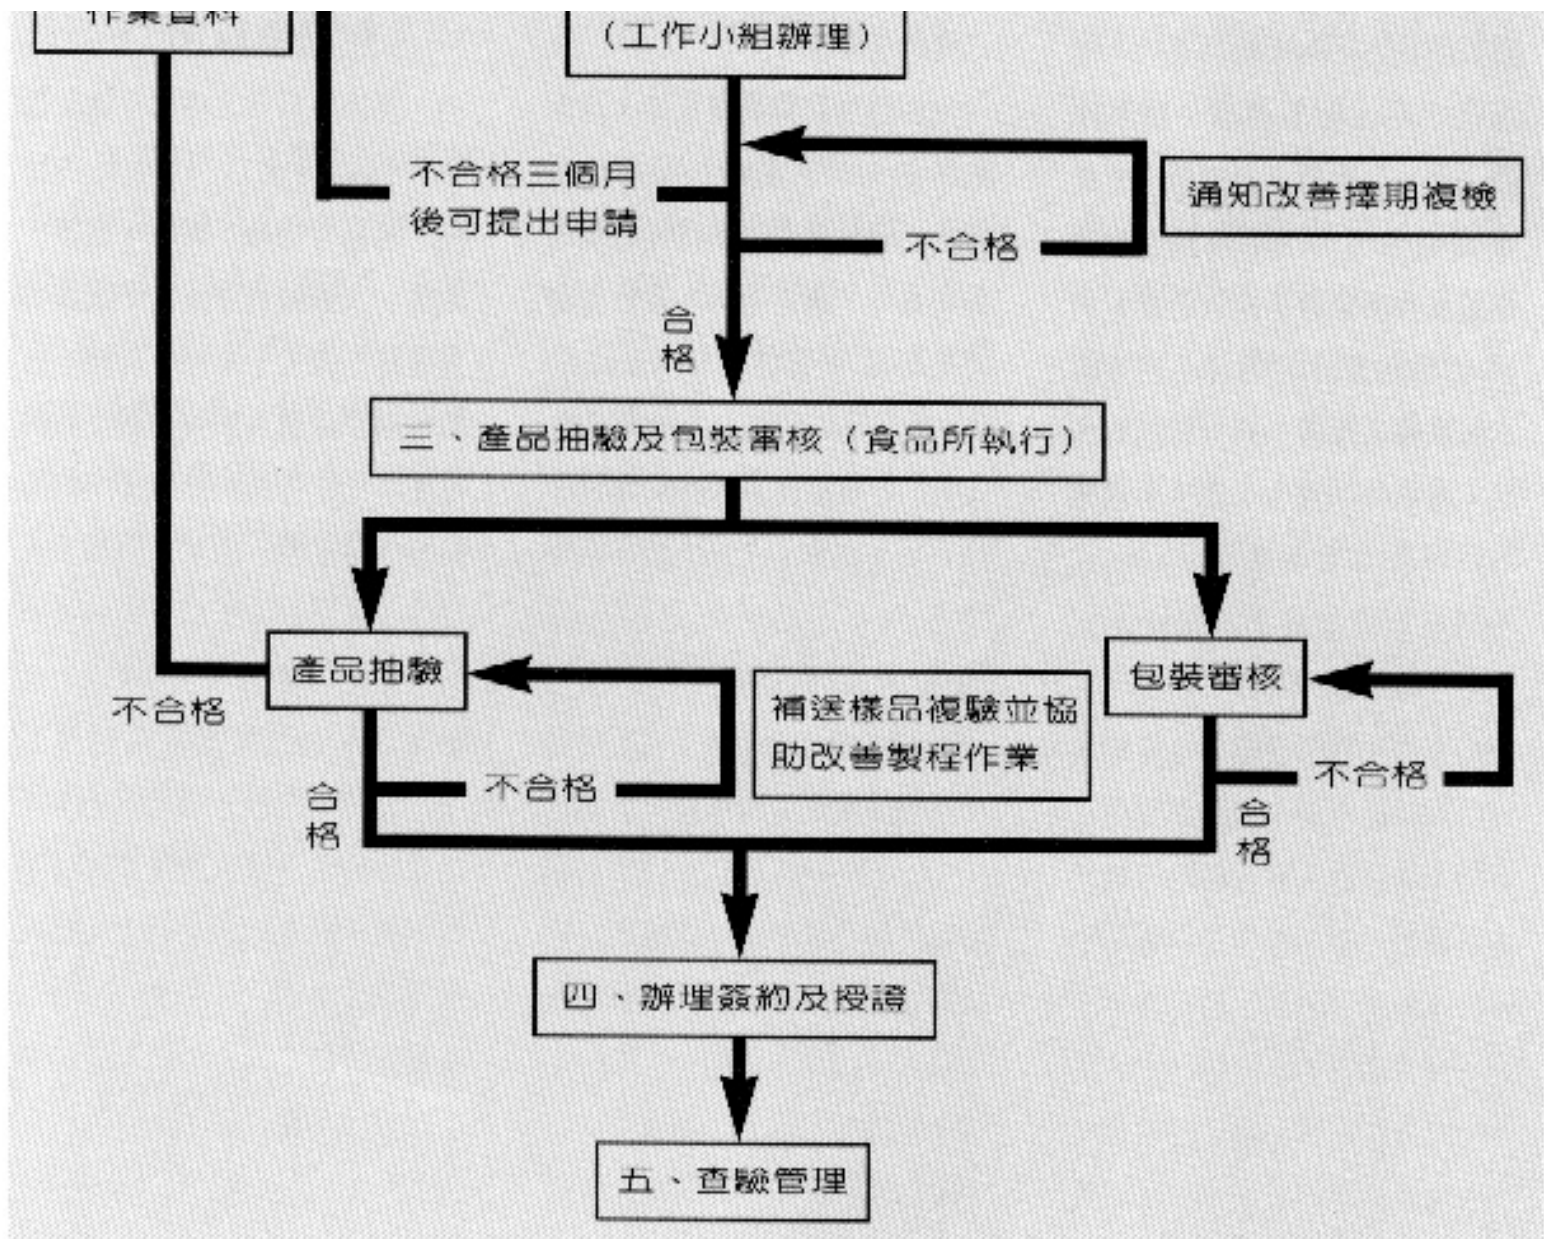 作業資料
（工作小組辦理）
不合格三個月
後可提出申請
通知改善擇期複檢
不合格
合
格
三、產品抽驗及包裝審核（食品所執行）
產品抽驗
包裝審核
不合格
補送樣品複驗並協
助改善製程作業
不合格
不合格
合
格
合
格
四、辦理簽約及授證
五、查驗管理